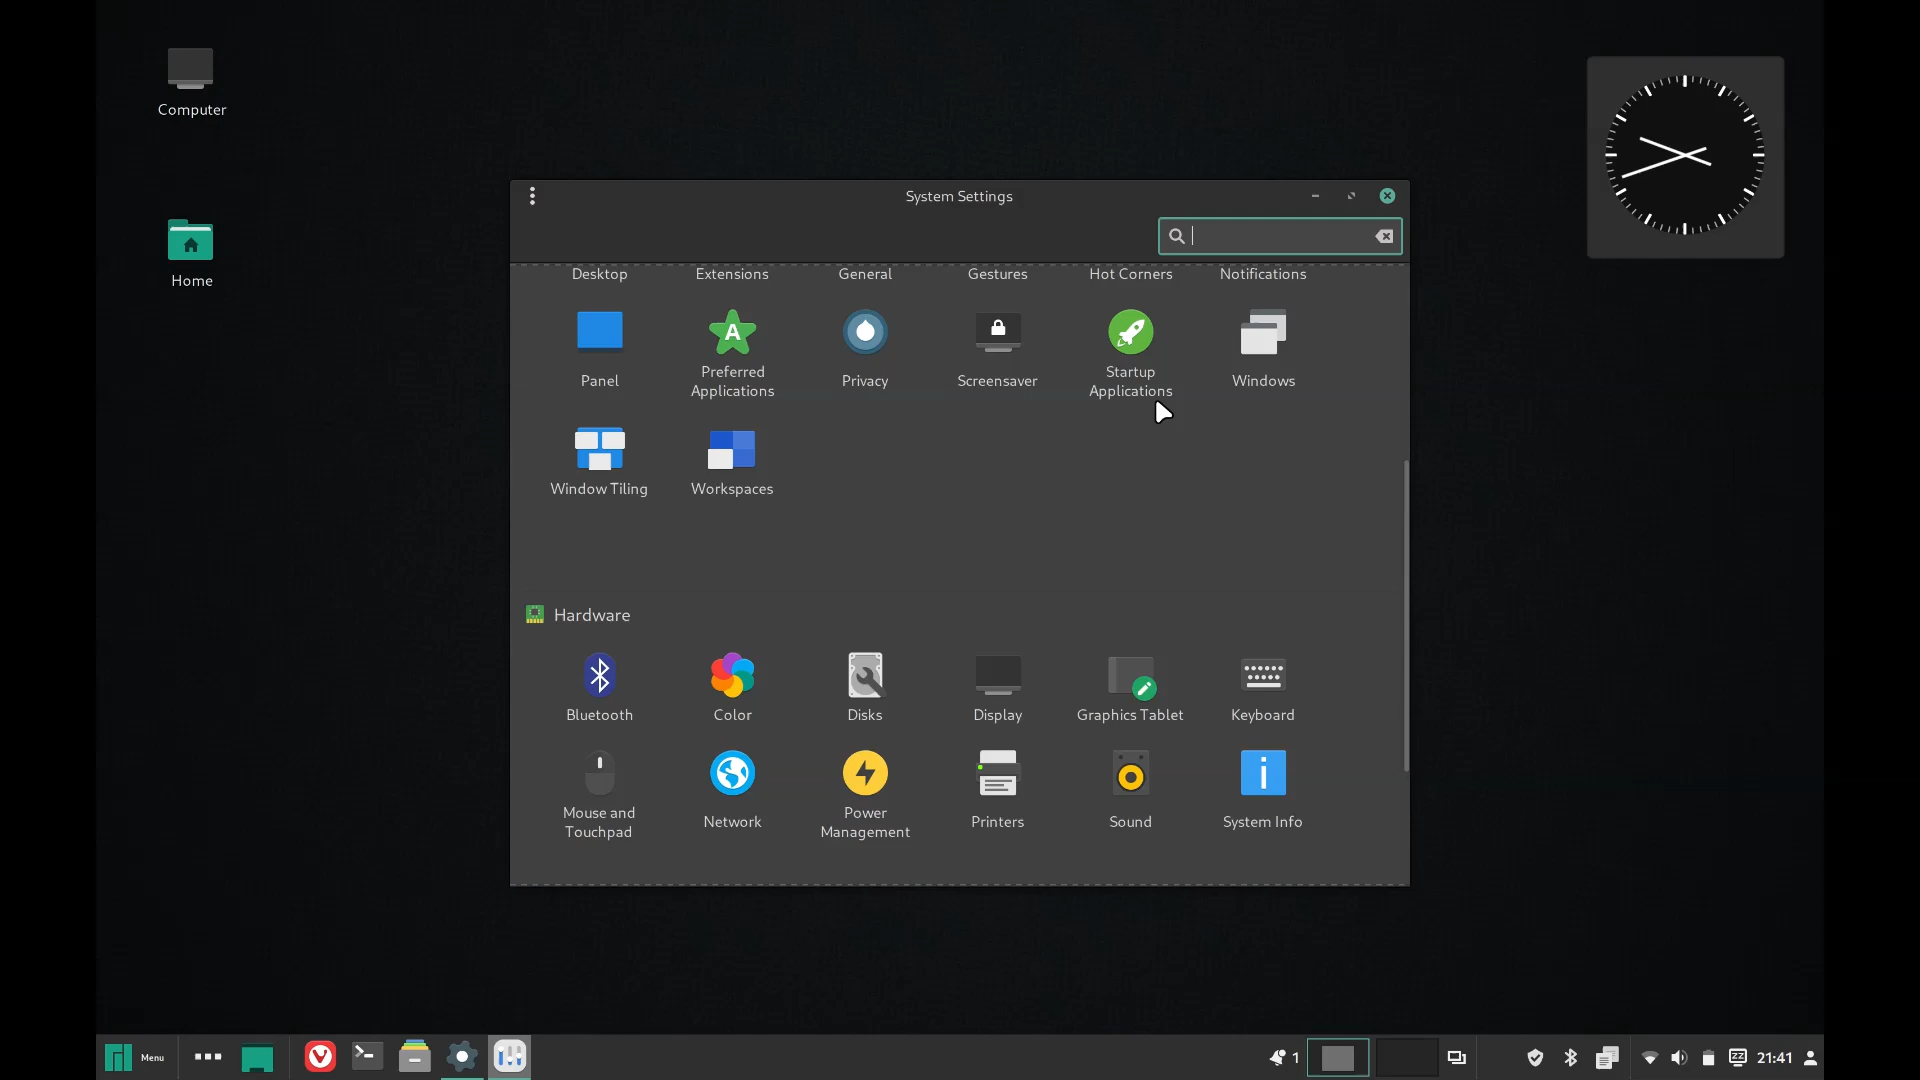 Computer
Home
System Settings
Desktop
Extensions
General
Gestures
Hot Corners
Notifications
Panel
Preferred
Applications
Privacy
Screensaver
Startup
Applications
Windows
Window Tiling
Workspaces
Hardware
Bluetooth
Color
Disks
Display
Graphics Tablet
Keyboard
Mouse and
Touchpad
Network
Power
Management
Printers
Sound
System Info
Menu
1
21:41